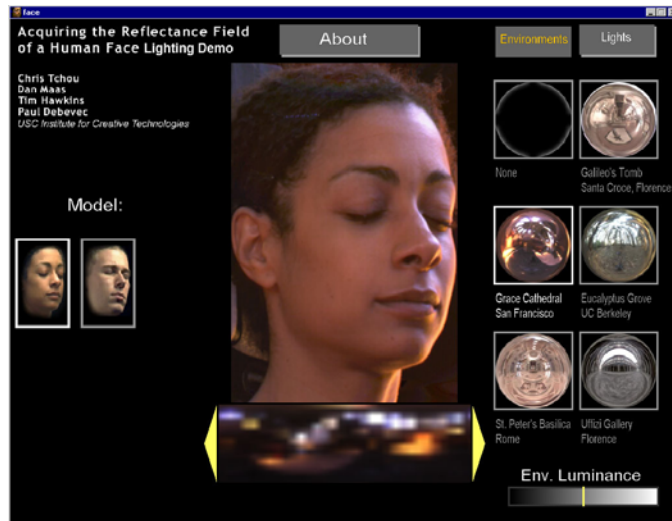 face
Acquiring the Reflectance Field
of a Human Face Lighting Demo
About
Environments
Lights
Chris Tchou
Dan Maas
Tim Hawkins
Paul Debevec
USC Institute for Creative Technologies
Model:
None
Galileo's Tomb
Santa Croce, Florence
Grace Cathedral
San Francisco
Eucalyptus Grove
UC Berkeley
St. Peter's Basilica
Rome
Uffizi Gallery
Florence
Env. Luminance